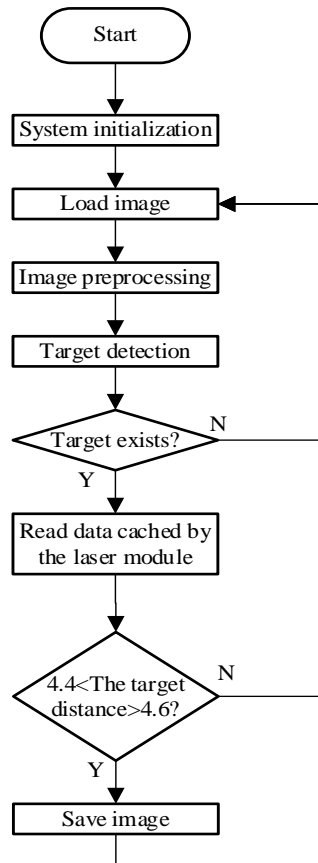 Start
System initialization
Load image
Image preprocessing
Target detection
Target exists?
N
Y
Read data cached by
the laser module
4.4<The target
distance>4.6?
N
Y
Save image